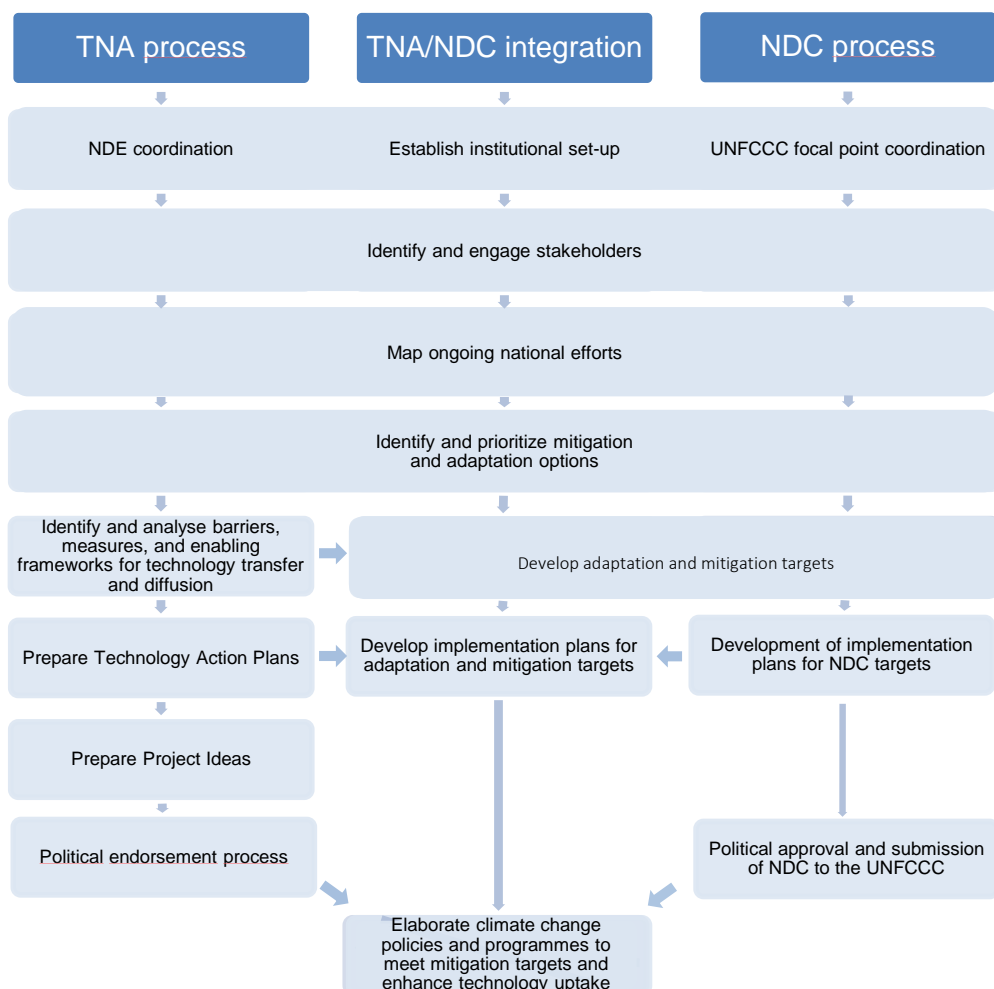 TNA process
TNA/NDC integration
NDC process
NDE coordination
Establish institutional set-up
UNFCCC focal point coordination
Identify and engage stakeholders
Map ongoing national efforts
Identify and prioritize mitigation
and adaptation options
Identify and analyse barriers,
measures, and enabling
frameworks for technology transfer
and diffusion
Develop adaptation and mitigation targets
Prepare Technology Action Plans
Develop implementation plans for
adaptation and mitigation targets
Development of implementation
plans for NDC targets
Prepare Project Ideas
Political endorsement process
Political approval and submission
of NDC to the UNFCCC
Elaborate climate change
policies and programmes to
meet mitigation targets and
enhance technology uptake